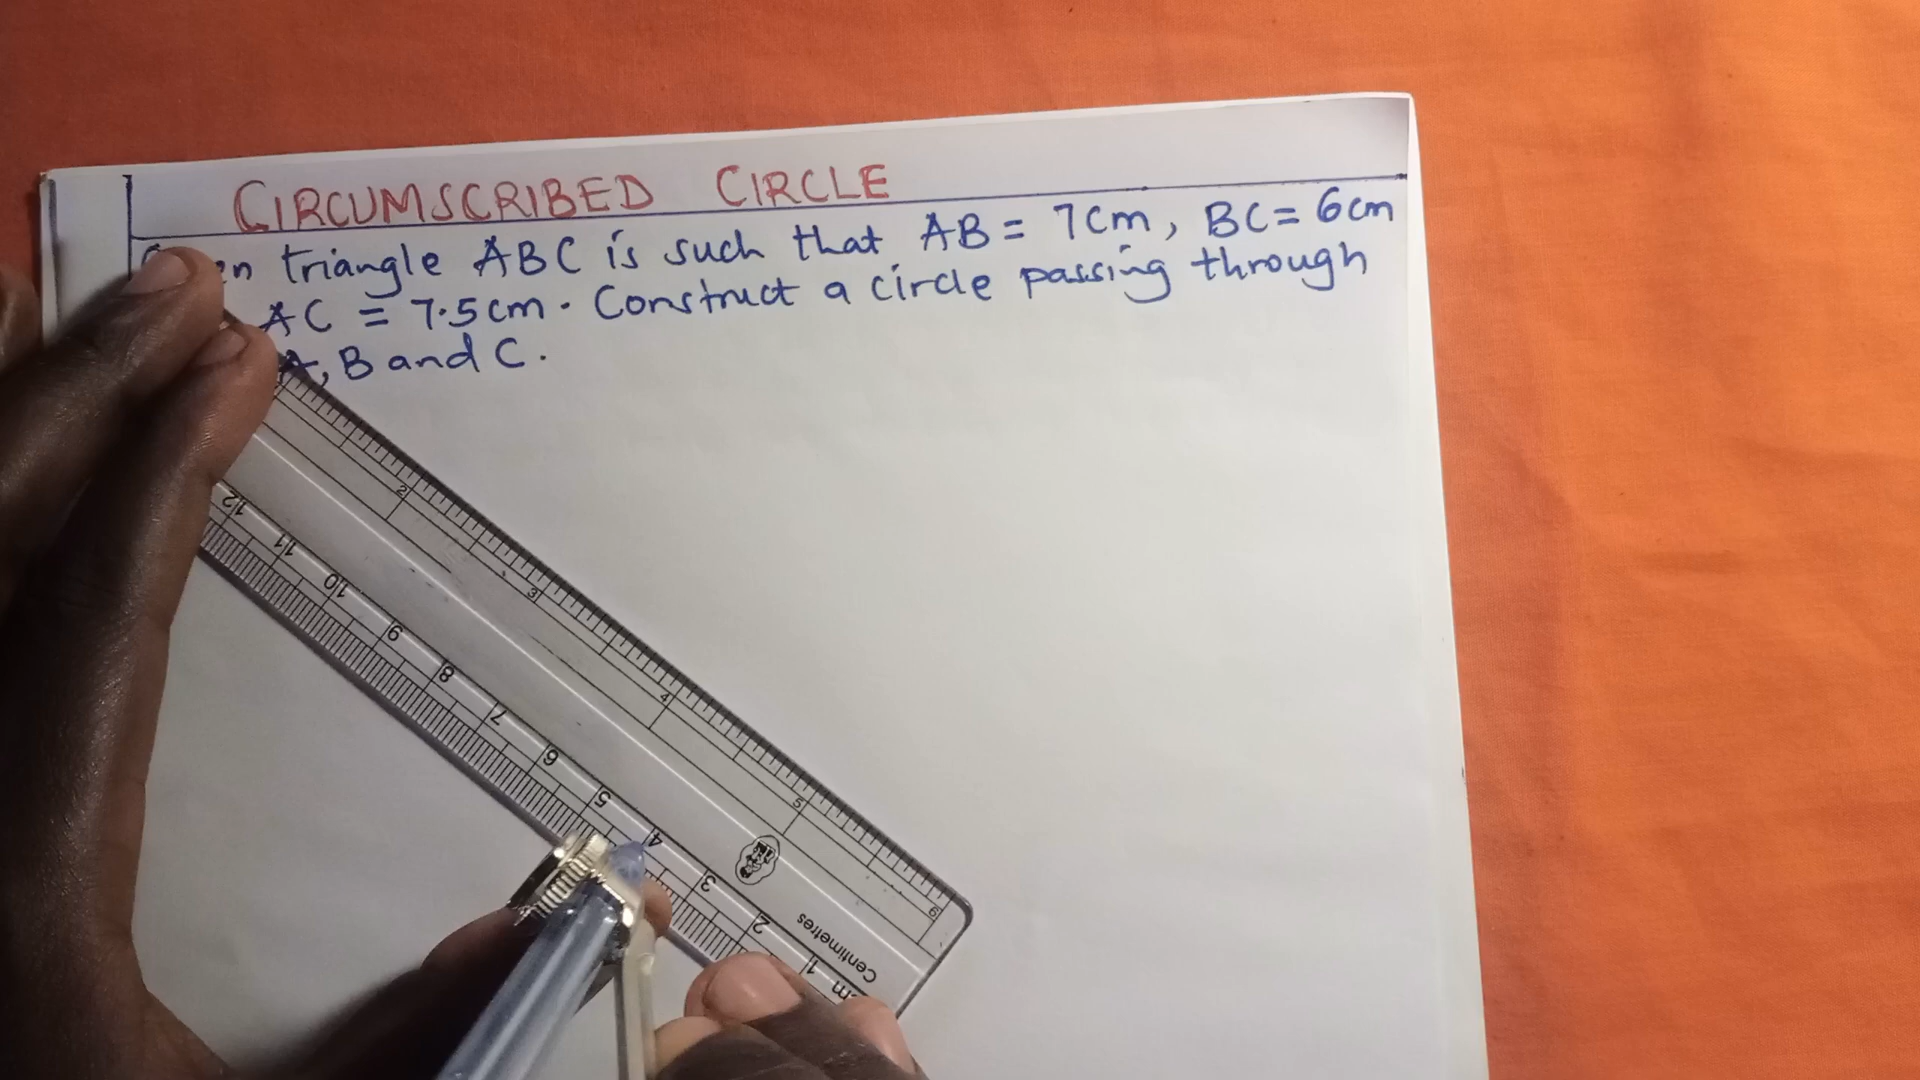 CIRCUMSCRIBED CIRCLE
triangle ABC is such that AB = 7cm, BC = 6cm
AC = 7.5cm. Construct a circle passing through
A, B and C.
2
3
4
5
6
12
11
10
9
8
7
6
5
4
3
2
1
cm
Centimetres